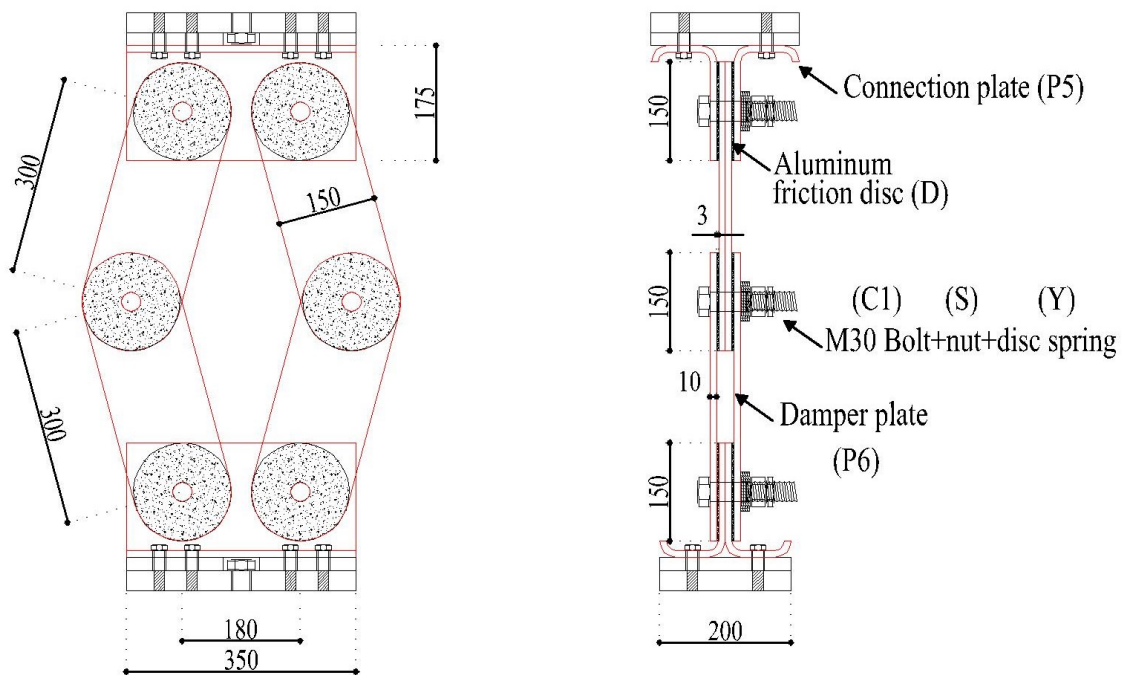 300
150
175
300
180
350
150
Connection plate (P5)
Aluminum
friction disc (D)
3
150
(C1) (S) (Y)
M30 Bolt+nut+disc spring
10
Damper plate
(P6)
150
200